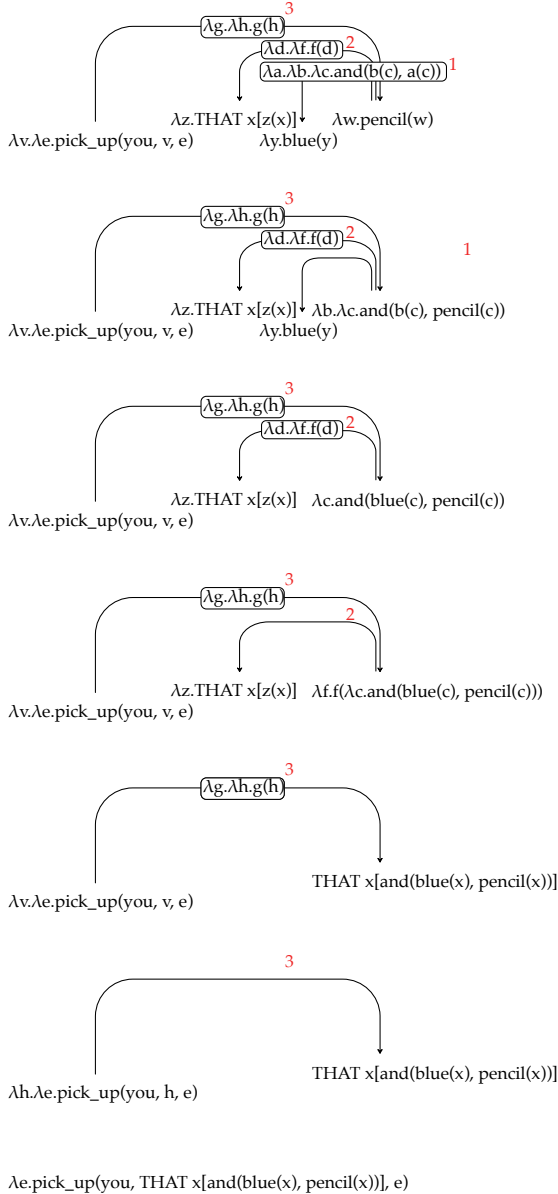 3
λg.λh.g(h)
λd.λf.f(d) 2
λa.λb.λc.and(b(c), a(c)) 1
λz.THAT x[z(x)] λw.pencil(w)
λv.λe.pick_up(you, v, e) λy.blue(y)
3
λg.λh.g(h)
λd.λf.f(d) 2
1
λz.THAT x[z(x)] λb.λc.and(b(c), pencil(c))
λv.λe.pick_up(you, v, e) λy.blue(y)
3
λg.λh.g(h)
λd.λf.f(d) 2
λz.THAT x[z(x)] λc.and(blue(c), pencil(c))
λv.λe.pick_up(you, v, e)
3
λg.λh.g(h)
2
λz.THAT x[z(x)] λf.f(λc.and(blue(c), pencil(c)))
λv.λe.pick_up(you, v, e)
3
λg.λh.g(h)
THAT x[and(blue(x), pencil(x))]
λv.λe.pick_up(you, v, e)
3
THAT x[and(blue(x), pencil(x))]
λh.λe.pick_up(you, h, e)
λe.pick_up(you, THAT x[and(blue(x), pencil(x))], e)